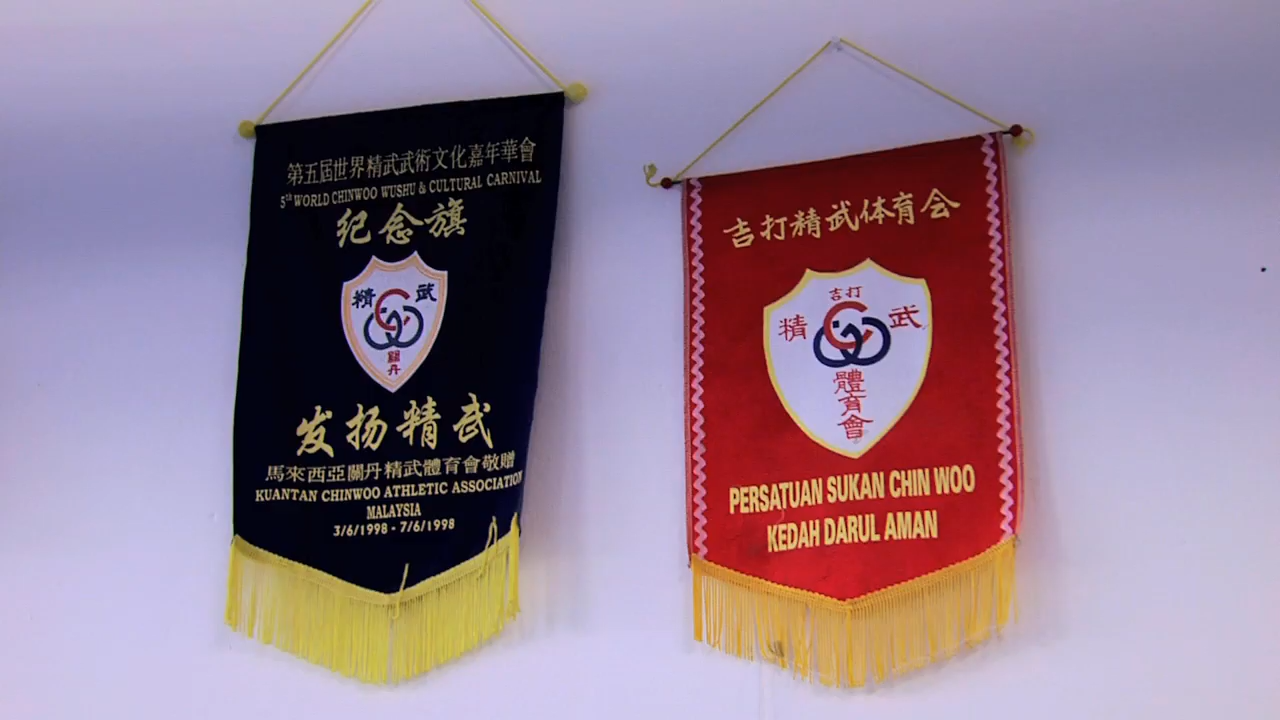 第五屆世界精武武術文化嘉年華會
5th WORLD CHINWOO WUSHU & CULTURAL CARNIVAL
纪念旗
精 武
關丹
发扬精武
馬來西亞關丹精武體育會敬贈
KUANTAN CHINWOO ATHLETIC ASSOCIATION
MALAYSIA
3/6/1998 - 7/6/1998
吉打精武体育会
吉打
精 武
體育會
PERSATUAN SUKAN CHIN WOO
KEDAH DARUL AMAN